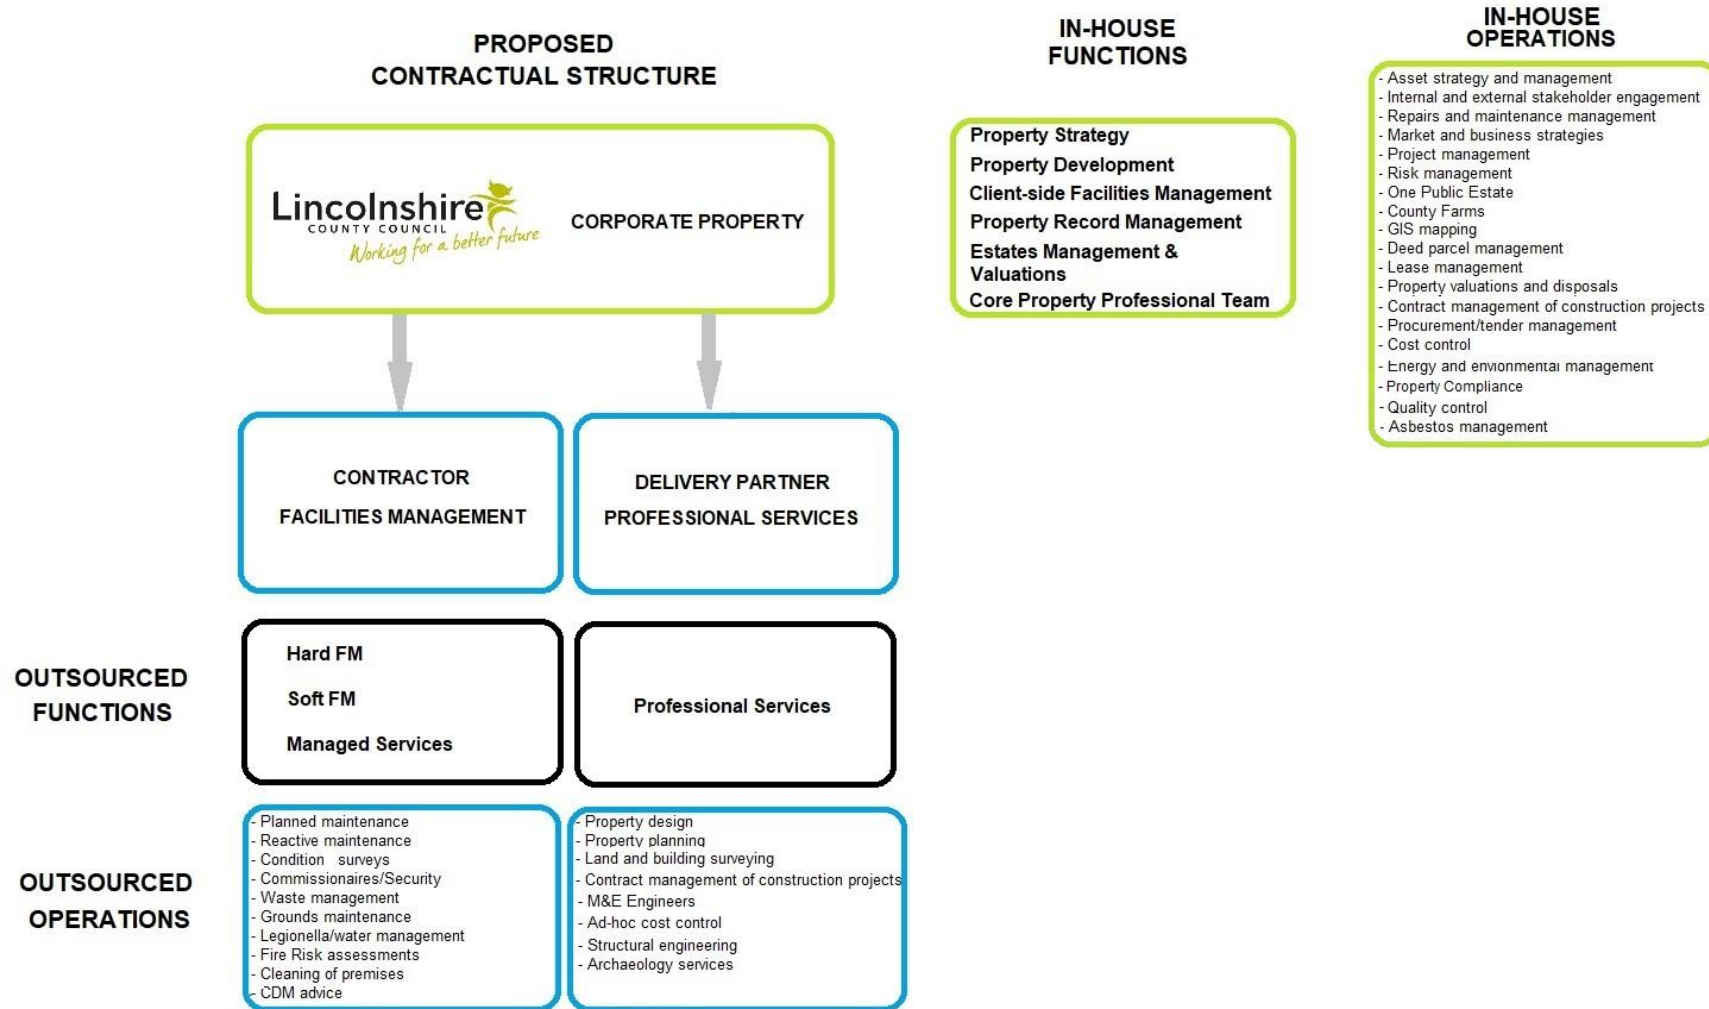 PROPOSED
CONTRACTUAL STRUCTURE
Lincolnshire
COUNTY COUNCIL
Working for a better future
CORPORATE PROPERTY
CONTRACTOR
FACILITIES MANAGEMENT
DELIVERY PARTNER
PROFESSIONAL SERVICES
OUTSOURCED
FUNCTIONS
Hard FM
Soft FM
Managed Services
Professional Services
OUTSOURCED
OPERATIONS
- Planned maintenance
- Reactive maintenance
- Condition surveys
- Commissionaires/Security
- Waste management
- Grounds maintenance
- Legionella/water management
- Fire Risk assessments
- Cleaning of premises
- CDM advice
- Property design
- Property planning
- Land and building surveying
- Contract management of construction projects
- M&E Engineers
- Ad-hoc cost control
- Structural engineering
- Archaeology services
IN-HOUSE
FUNCTIONS
Property Strategy
Property Development
Client-side Facilities Management
Property Record Management
Estates Management &
Valuations
Core Property Professional Team
IN-HOUSE
OPERATIONS
- Asset strategy and management
- Internal and external stakeholder engagement
- Repairs and maintenance management
- Market and business strategies
- Project management
- Risk management
- One Public Estate
- County Farms
- GIS mapping
- Deed parcel management
- Lease management
- Property valuations and disposals
- Contract management of construction projects
- Procurement/tender management
- Cost control
- Energy and envionmental management
- Property Compliance
- Quality control
- Asbestos management